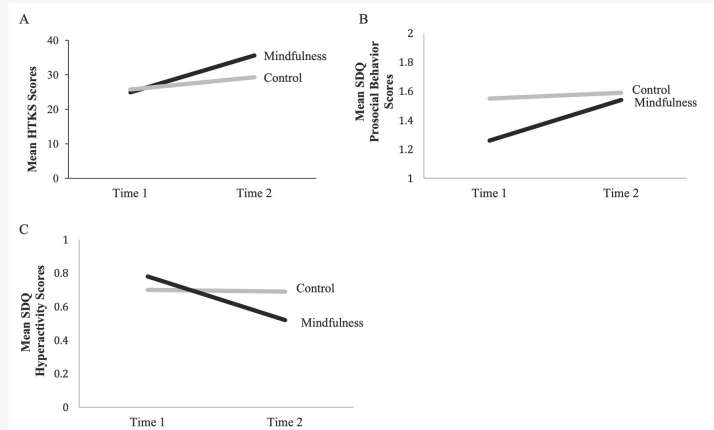 A
Mean HTKS Scores
40
30
20
10
0
Mindfulness
Control
Time 1
Time 2
B
Mean SDQ
Prosocial Behavior
Scores
2
1.8
1.6
1.4
1.2
1
Control
Mindfulness
Time 1
Time 2
C
Mean SDQ
Hyperactivity Scores
1
0.8
0.6
0.4
0.2
0
Control
Mindfulness
Time 1
Time 2